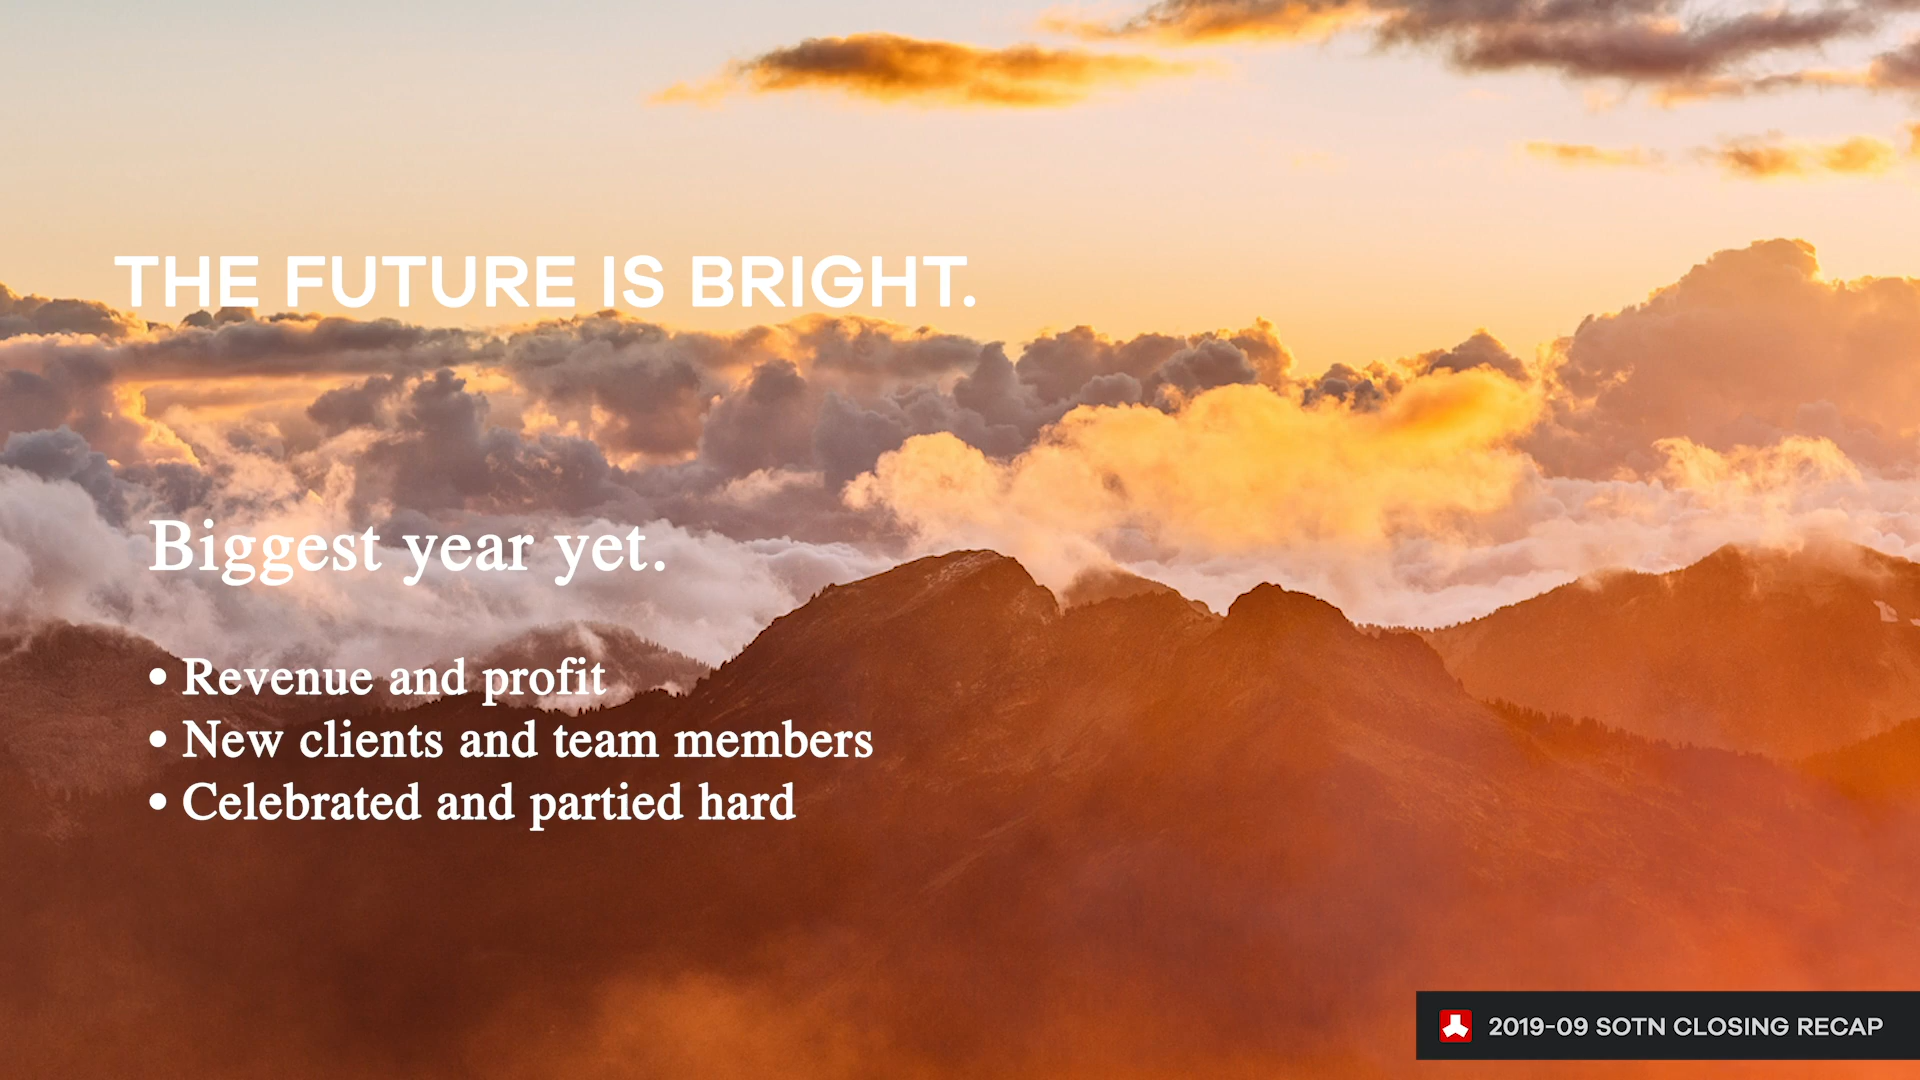 THE FUTURE IS BRIGHT.
Biggest year yet.
• Revenue and profit
• New clients and team members
• Celebrated and partied hard
2019-09 SOTN CLOSING RECAP